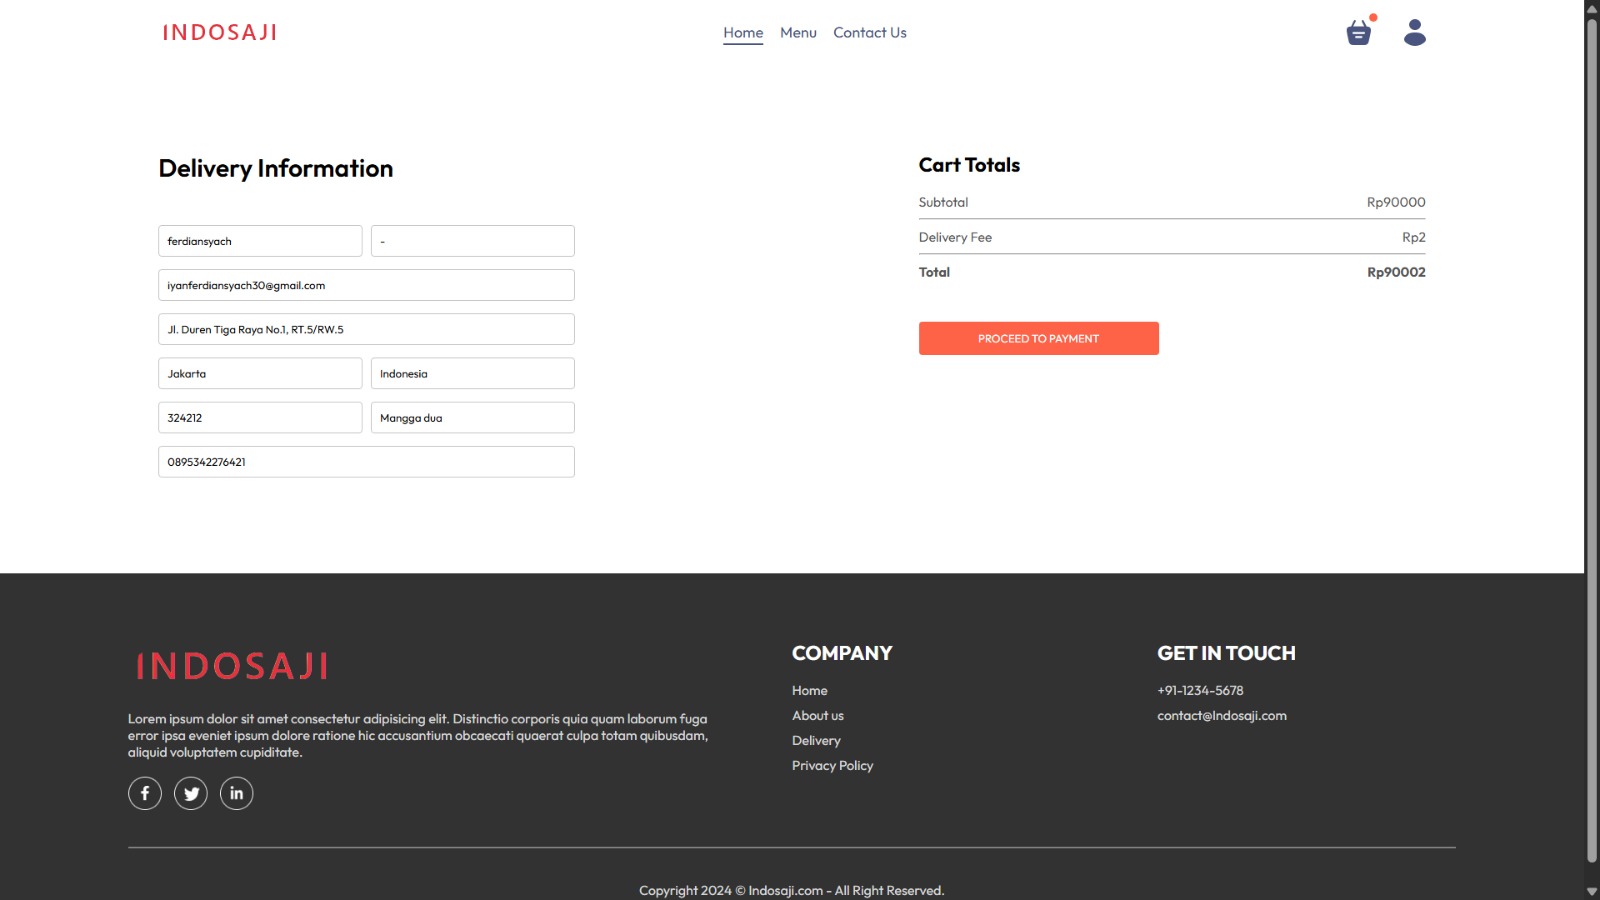 INDOSAJI
Home Menu Contact Us
Delivery Information
ferdiansyach -
iyanferdiansyach30@gmail.com
Jl. Duren Tiga Raya No.1, RT.5/RW.5
Jakarta Indonesia
324212 Mangga dua
0895342276421
Cart Totals
Subtotal Rp90000
Delivery Fee Rp2
Total Rp90002
PROCEED TO PAYMENT
INDOSAJI
Lorem ipsum dolor sit amet consectetur adipisicing elit. Distinctio corporis quia quam laborum fuga
error ipsa eveniet ipsum dolore ratione hic accusantium obcaecati quaerat culpa totam quibusdam,
aliquid voluptatem cupiditate.
f in
COMPANY
Home
About us
Delivery
Privacy Policy
GET IN TOUCH
+91-1234-5678
contact@Indosaji.com
Copyright 2024 © Indosaji.com - All Right Reserved.